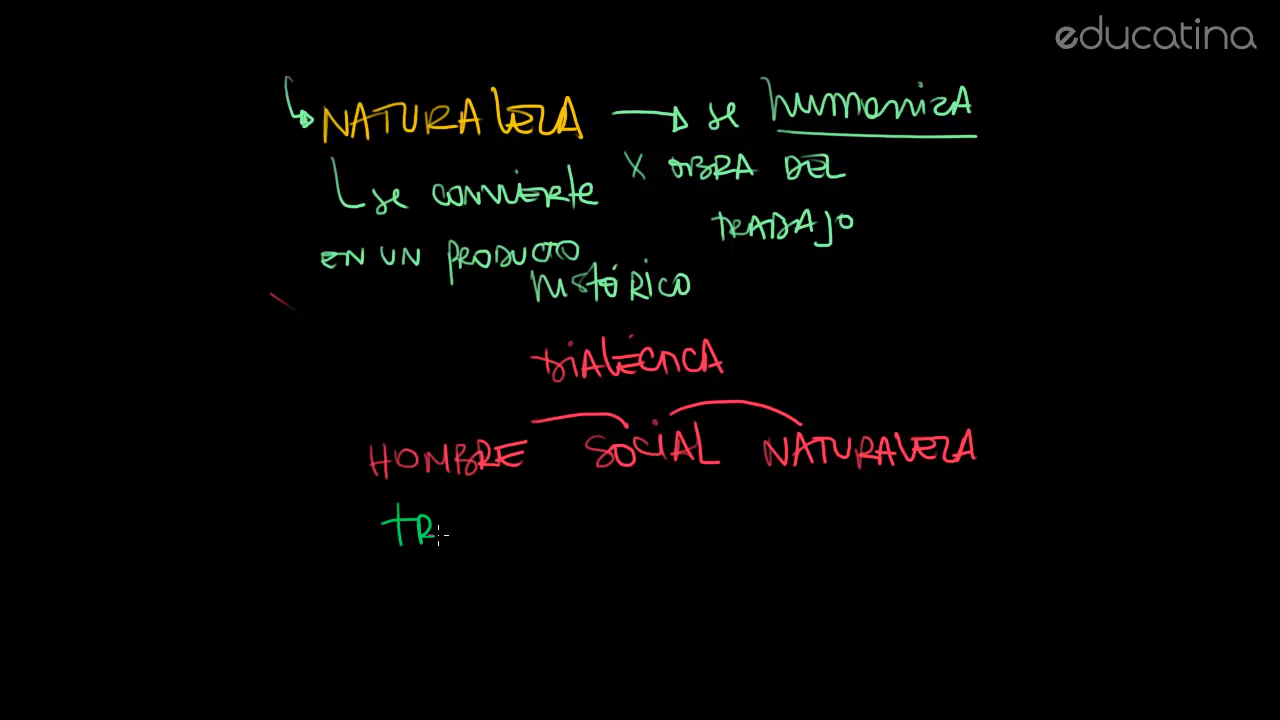 educatina
NATURALEZA → se humaniza
se convierte x OBRA DEL
TRABAJO
EN UN PRODUCTO
histórico
DIALÉCTICA
HOMBRE SOCIAL NATURALEZA
TR